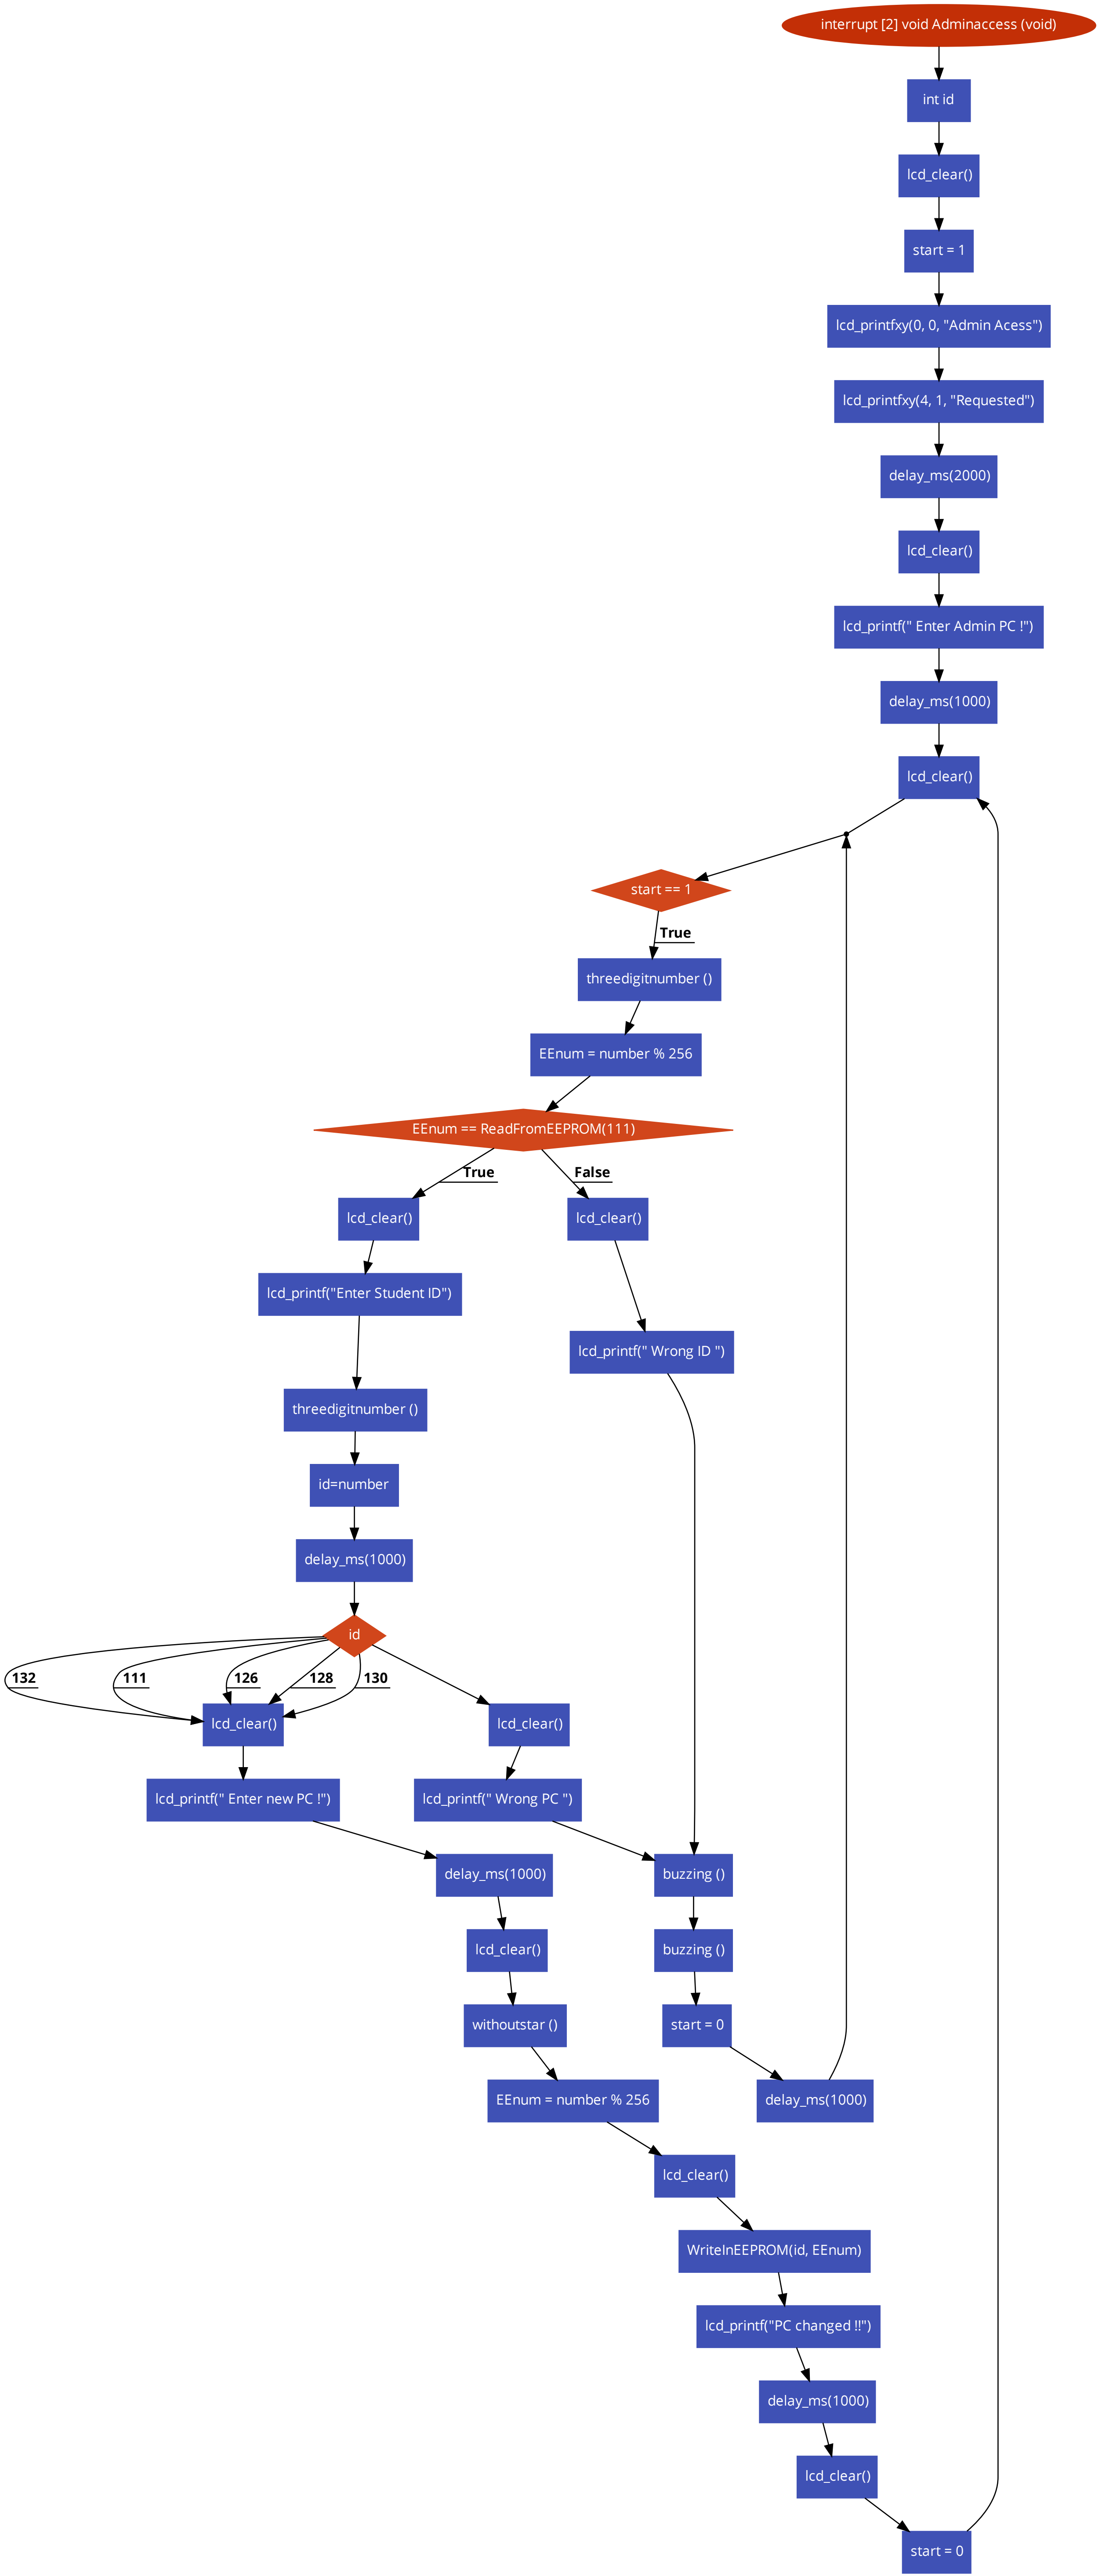 interrupt [2] void Adminaccess (void)
int id
lcd_clear()
start = 1
lcd_printfxy(0, 0, "Admin Acess")
lcd_printfxy(4, 1, "Requested")
delay_ms(2000)
lcd_clear()
lcd_printf(" Enter Admin PC !")
delay_ms(1000)
lcd_clear()
start == 1
True
threedigitnumber ()
EEnum = number % 256
EEnum == ReadFromEEPROM(111)
True
False
lcd_clear()
lcd_clear()
lcd_printf("Enter Student ID")
lcd_printf(" Wrong ID ")
threedigitnumber ()
id=number
delay_ms(1000)
id
132
111
126
128
130
lcd_clear()
lcd_clear()
lcd_printf(" Enter new PC !")
lcd_printf(" Wrong PC ")
delay_ms(1000)
buzzing ()
lcd_clear()
buzzing ()
withoutstar ()
start = 0
EEnum = number % 256
delay_ms(1000)
lcd_clear()
WriteInEEPROM(id, EEnum)
lcd_printf("PC changed !!")
delay_ms(1000)
lcd_clear()
start = 0